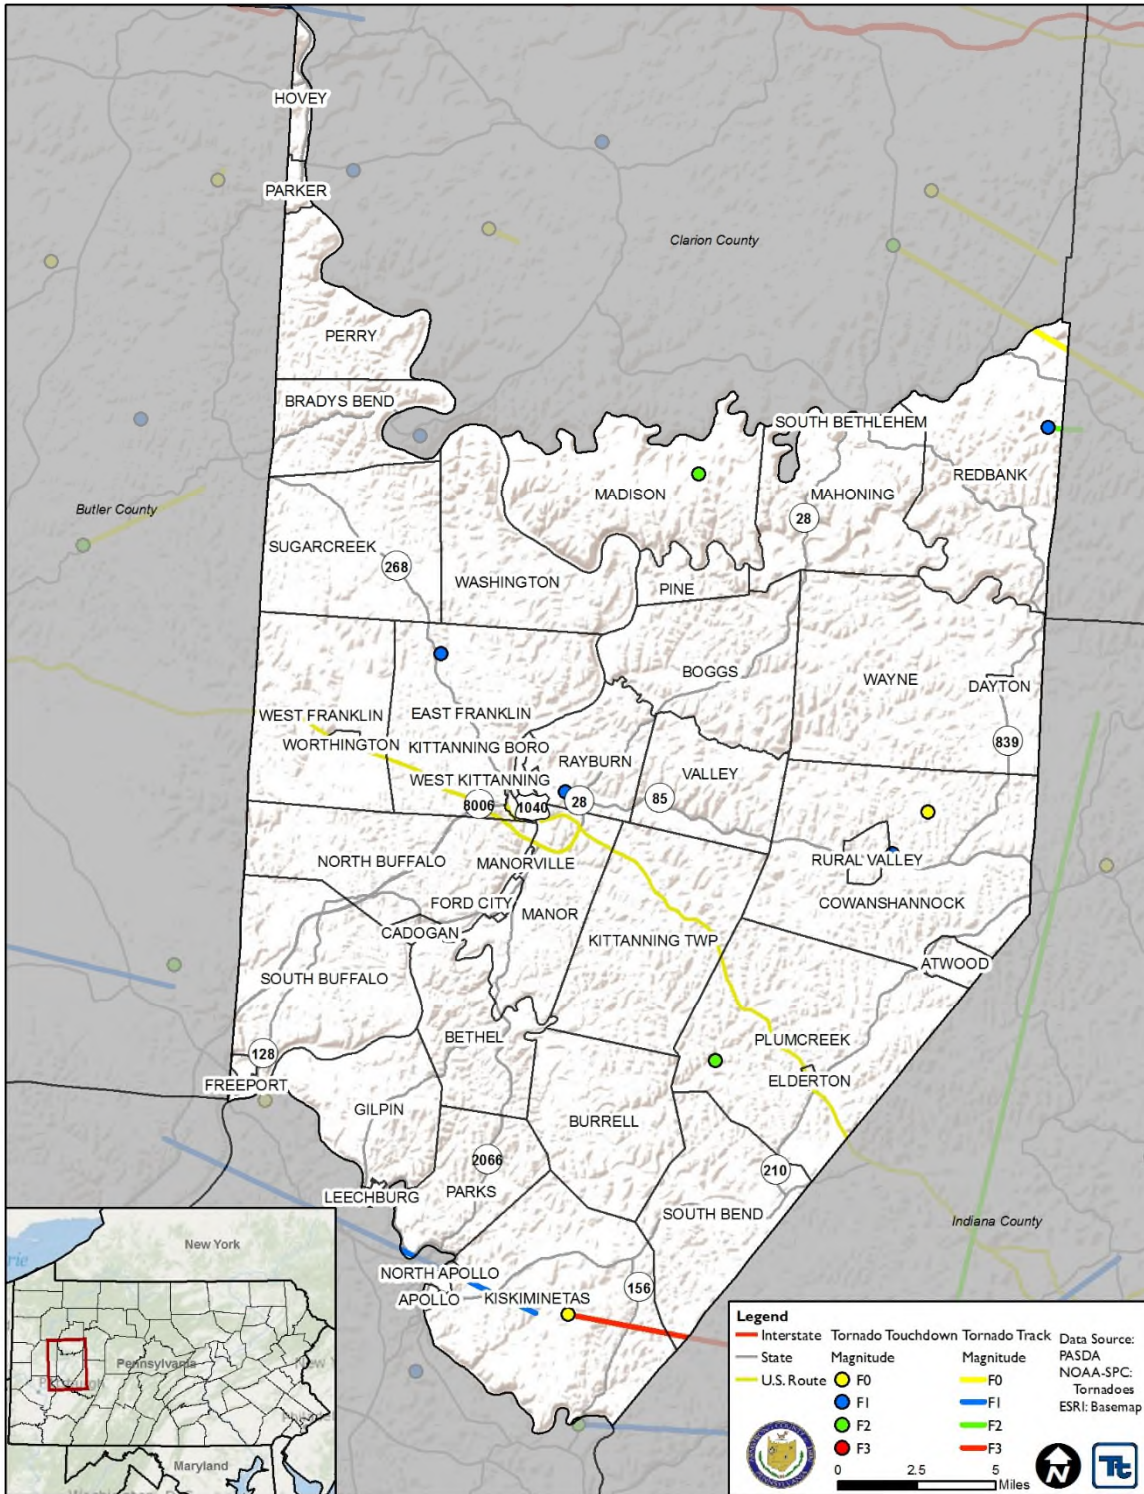 HOVEY
PARKER
Clarion County
PERRY
BRADYS BEND
SOUTH BETHLEHEM
REDBANK
MADISON
MAHONING
Butler County
28
SUGARCREEK
268
WASHINGTON
PINE
BOGGS
WAYNE
DAYTON
WEST FRANKLIN
EAST FRANKLIN
WORTHINGTON
KITTANNING BORO
839
RAYBURN
VALLEY
WEST KITTANNING
8006
1040
28
85
NORTH BUFFALO
MANORVILLE
RURAL VALLEY
FORD CITY
MANOR
COWANSHANNOCK
CADOGAN
KITTANNING TWP
ATWOOD
SOUTH BUFFALO
BETHEL
PLUMCREEK
128
FREEPORT
ELDERTON
GILPIN
BURRELL
2066
210
LEECHBURG
PARKS
SOUTH BEND
Indiana County
NORTH APOLLO
156
APOLLO
KISKIMINETAS
New York
Pennsylvania
Maryland
Legend
Interstate Tornado Touchdown Tornado Track
State Magnitude Magnitude
U.S. Route F0 F0
F1 F1
F2 F2
F3 F3
Data Source:
PASDA
NOAA-SPC:
Tornadoes
ESRI: Basemap
0 2.5 5
Miles
N
Tt